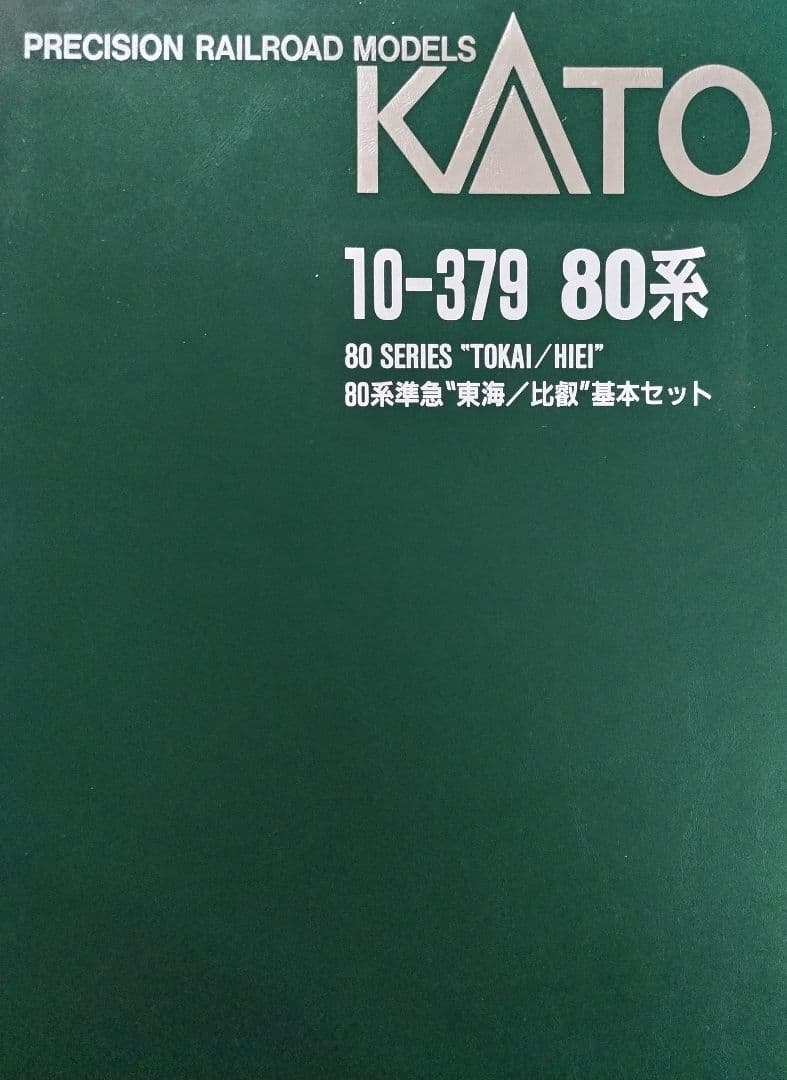 PRECISION RAILROAD MODELS
KATO
10-379 80系
80 SERIES "TOKAI/HIEI"
80系準急"東海/比叡"基本セット